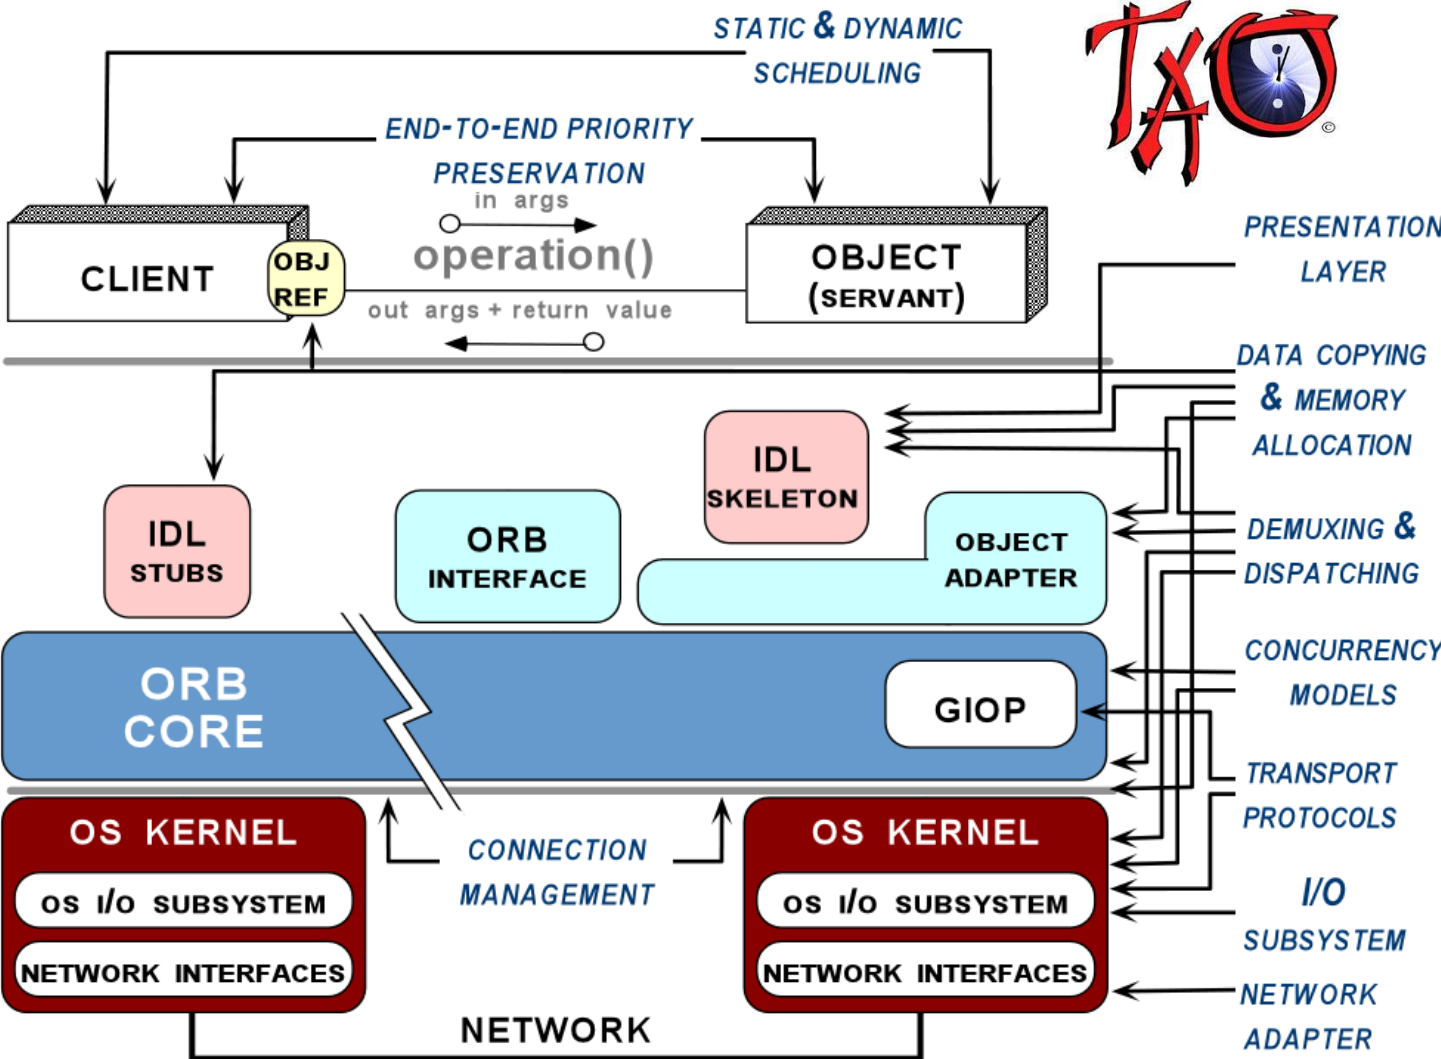 STATIC & DYNAMIC
SCHEDULING
TAO
©
END-TO-END PRIORITY
PRESERVATION
in args
operation()
out args + return value
CLIENT
OBJ
REF
OBJECT
(SERVANT)
PRESENTATION
LAYER
DATA COPYING
& MEMORY
ALLOCATION
IDL
SKELETON
IDL
STUBS
ORB
INTERFACE
OBJECT
ADAPTER
DEMUXING &
DISPATCHING
ORB
CORE
GIOP
CONCURRENCY
MODELS
TRANSPORT
PROTOCOLS
OS KERNEL
OS I/O SUBSYSTEM
NETWORK INTERFACES
CONNECTION
MANAGEMENT
OS KERNEL
OS I/O SUBSYSTEM
NETWORK INTERFACES
I/O
SUBSYSTEM
NETWORK
ADAPTER
NETWORK